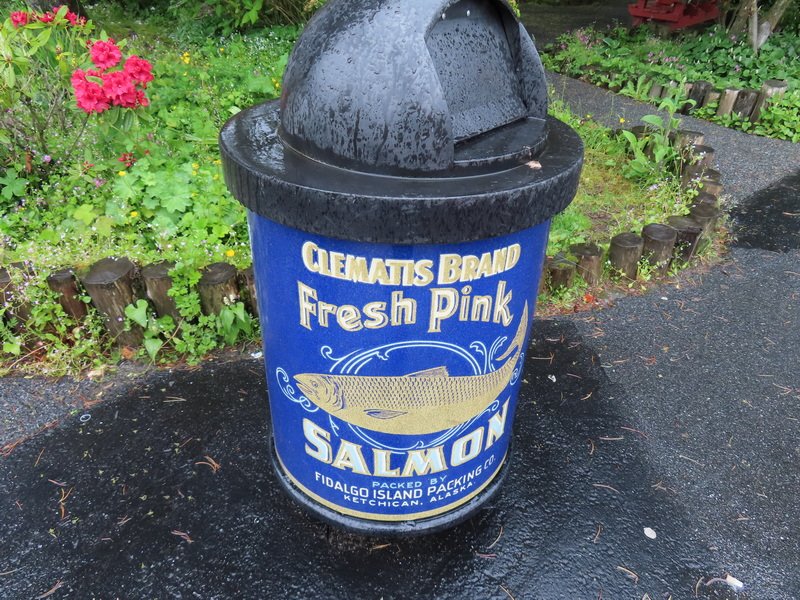 CLEMATIS BRAND
Fresh Pink
SALMON
PACKED BY
FIDALGO ISLAND PACKING CO.
KETCHICAN, ALASKA.